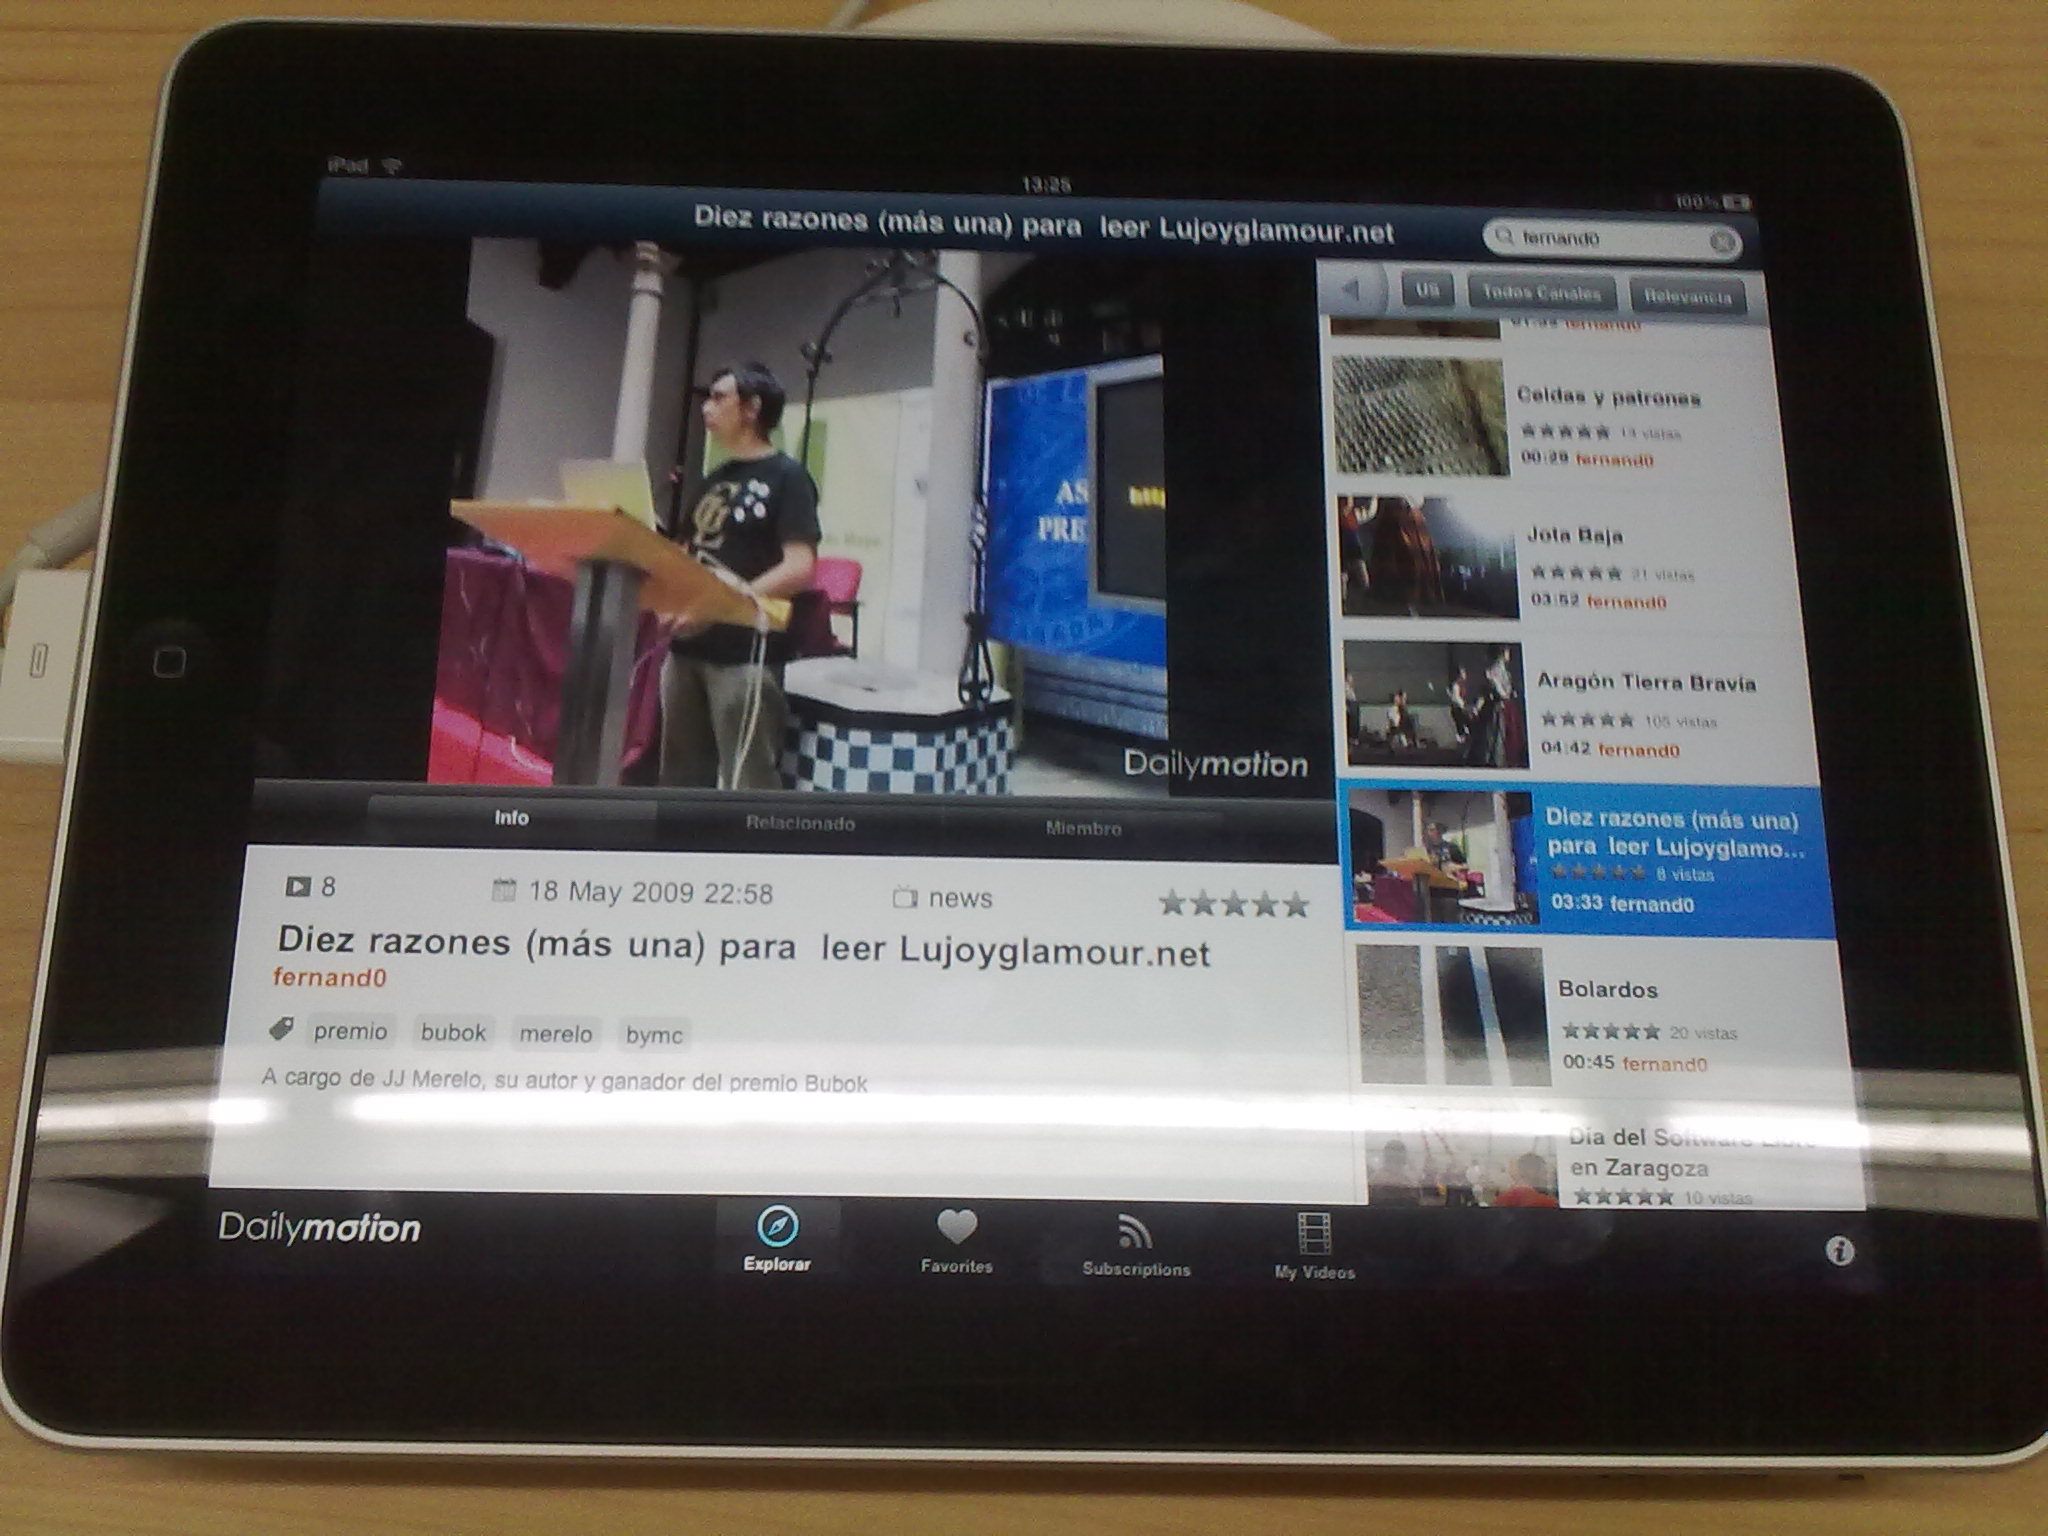 iPad
13:25
100%
Diez razones (más una) para leer Lujoyglamour.net
fernand0
US
Todos Canales
Relevancia
fernand0
Celdas y patrones
00:29 fernand0
Jota Baja
21 vistas
03:52 fernand0
Aragón Tierra Bravía
105 vistas
04:42 fernand0
Diez razones (más una)
para leer Lujoyglamo...
8 vistas
03:33 fernand0
Bolardos
20 vistas
00:45 fernand0
Día del Software Libre
en Zaragoza
10 vistas
AS
PRE
Dailymotion
Info
Relacionado
Miembro
8
18 May 2009 22:58
news
Diez razones (más una) para leer Lujoyglamour.net
fernand0
premio bubok merelo bymc
A cargo de JJ Merelo, su autor y ganador del premio Bubok
Dailymotion
Explorar
Favorites
Subscriptions
My Videos